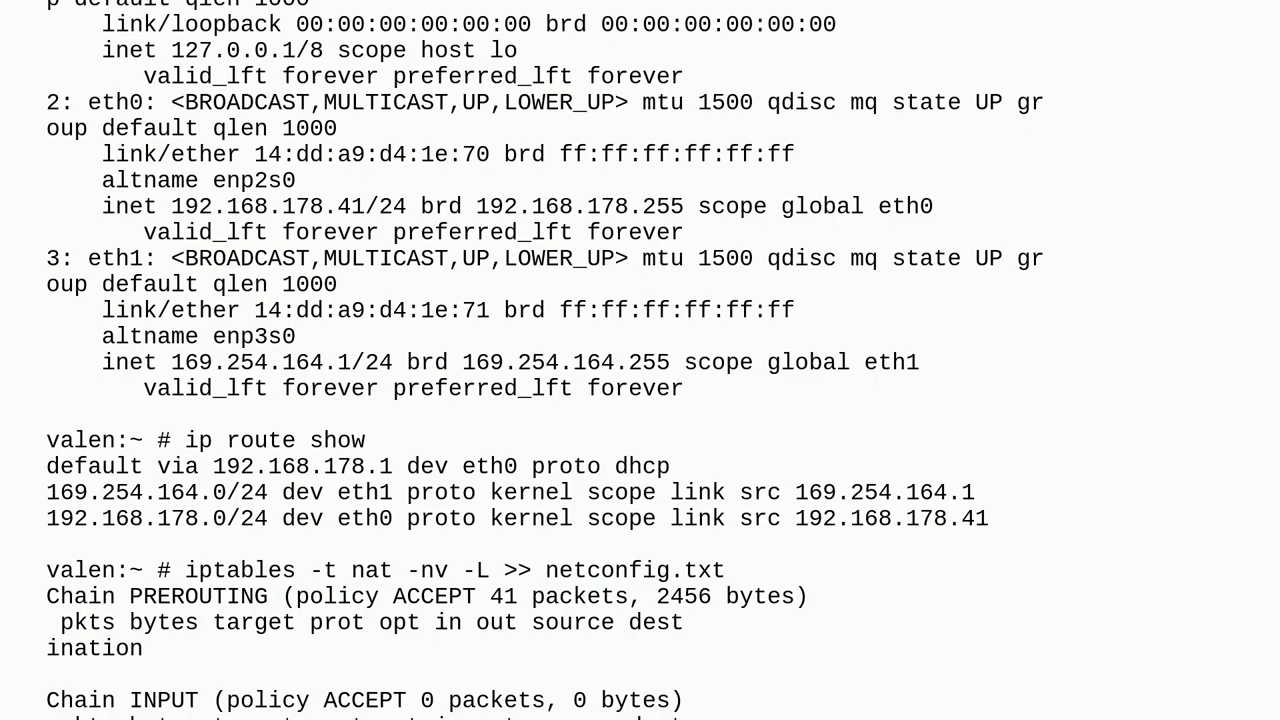 p default qlen 1000
link/loopback 00:00:00:00:00:00 brd 00:00:00:00:00:00
inet 127.0.0.1/8 scope host lo
valid_lft forever preferred_lft forever
2: eth0: <BROADCAST,MULTICAST,UP,LOWER_UP> mtu 1500 qdisc mq state UP gr
oup default qlen 1000
link/ether 14:dd:a9:d4:1e:70 brd ff:ff:ff:ff:ff:ff
altname enp2s0
inet 192.168.178.41/24 brd 192.168.178.255 scope global eth0
valid_lft forever preferred_lft forever
3: eth1: <BROADCAST,MULTICAST,UP,LOWER_UP> mtu 1500 qdisc mq state UP gr
oup default qlen 1000
link/ether 14:dd:a9:d4:1e:71 brd ff:ff:ff:ff:ff:ff
altname enp3s0
inet 169.254.164.1/24 brd 169.254.164.255 scope global eth1
valid_lft forever preferred_lft forever
valen:~ # ip route show
default via 192.168.178.1 dev eth0 proto dhcp
169.254.164.0/24 dev eth1 proto kernel scope link src 169.254.164.1
192.168.178.0/24 dev eth0 proto kernel scope link src 192.168.178.41
valen:~ # iptables -t nat -nv -L >> netconfig.txt
Chain PREROUTING (policy ACCEPT 41 packets, 2456 bytes)
pkts bytes target prot opt in out source dest
ination
Chain INPUT (policy ACCEPT 0 packets, 0 bytes)